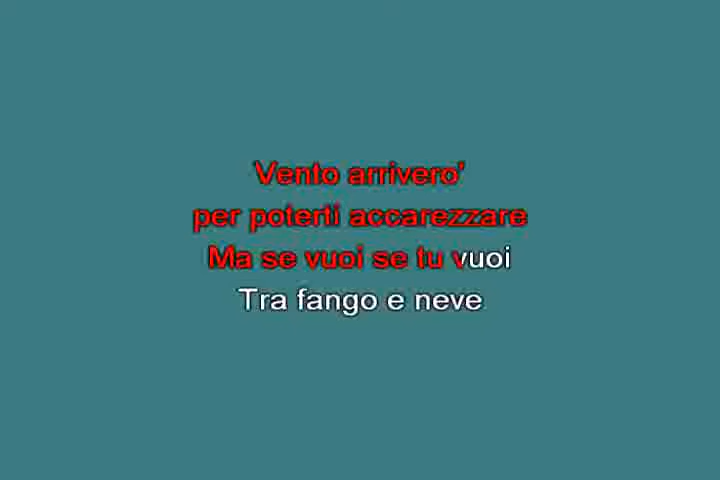 Vento arrivero'
per poterti accarezzare
Ma se vuoi se tu vuoi
Tra fango e neve